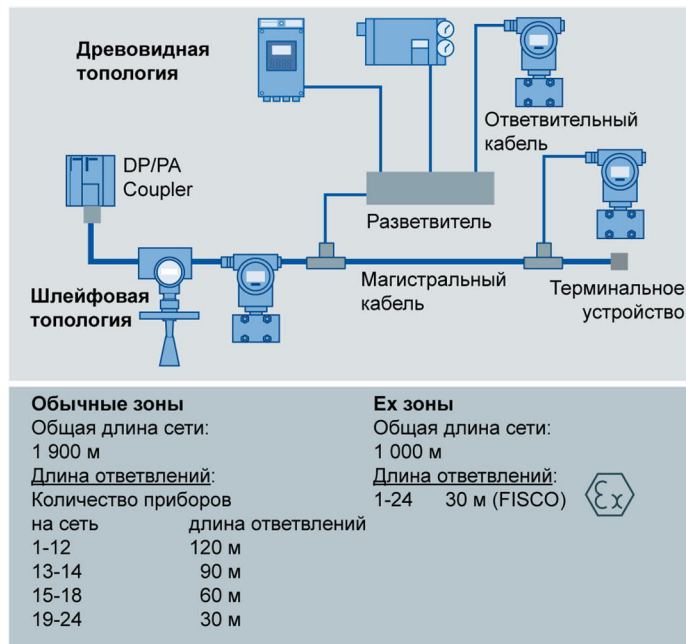 Древовидная
топология
DP/PA
Coupler
Ответвительный
кабель
Разветвитель
Шлейфовая
топология
Магистральный
кабель
Терминальное
устройство
Обычные зоны
Общая длина сети:
1 900 м
Длина ответвлений:
Количество приборов
на сеть длина ответвлений
1-12 120 м
13-14 90 м
15-18 60 м
19-24 30 м
Ex зоны
Общая длина сети:
1 000 м
Длина ответвлений:
1-24 30 м (FISCO)
Ex